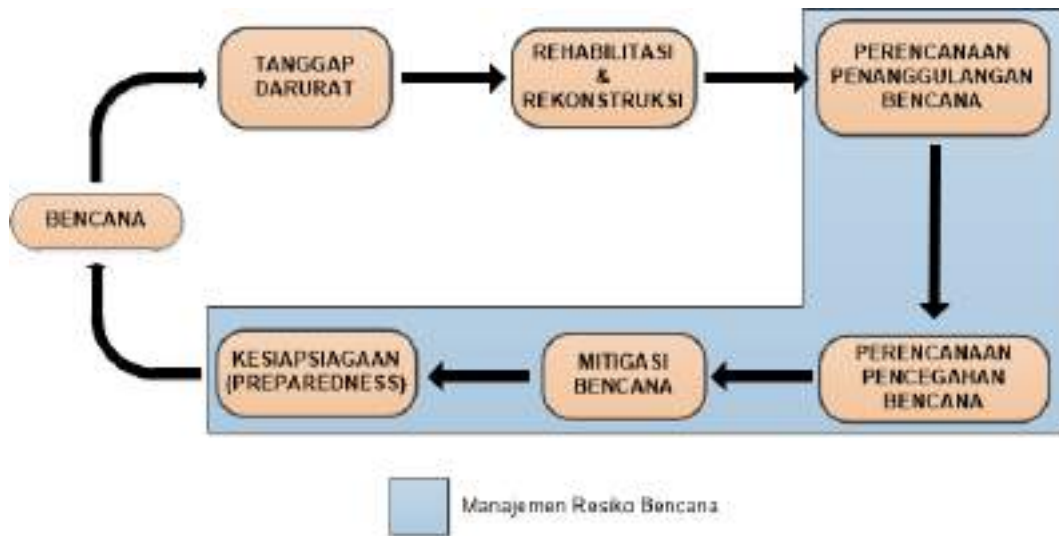 TANGGAP
DARURAT
REHABILITASI
&
REKONSTRUKSI
PERENCANAAN
PENANGGULANGAN
BENCANA
BENCANA
KESIAPSIAGAAN
(PREPAREDNESS)
MITIGASI
BENCANA
PERENCANAAN
PENCEGAHAN
BENCANA
Manajemen Resiko Bencana